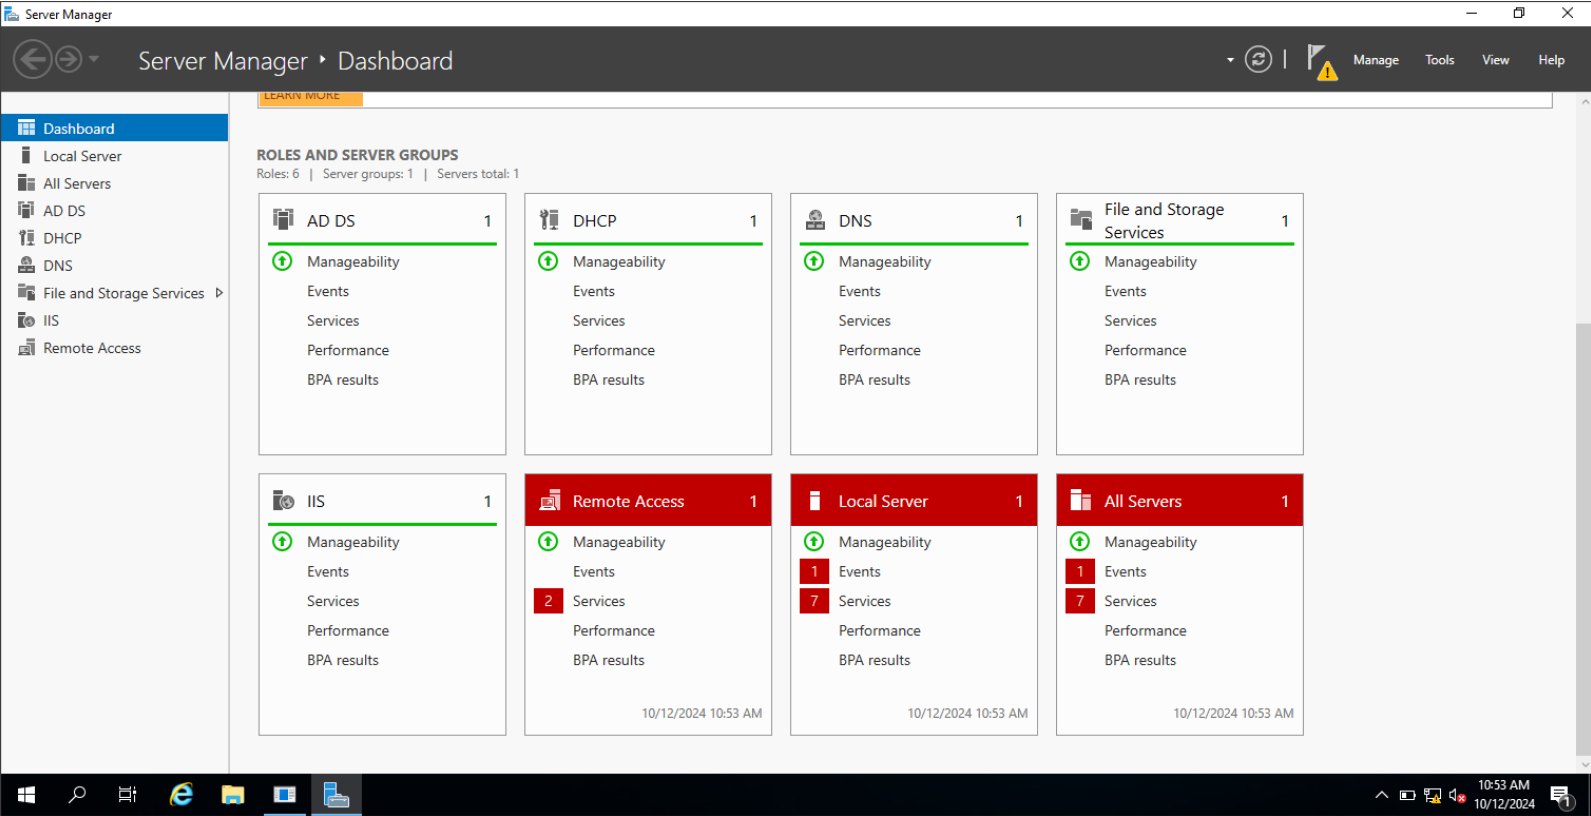 Server Manager
Server Manager ‣ Dashboard
Manage Tools View Help
LEARN MORE
Dashboard
Local Server
All Servers
AD DS
DHCP
DNS
File and Storage Services
IIS
Remote Access
ROLES AND SERVER GROUPS
Roles: 6 | Server groups: 1 | Servers total: 1
AD DS 1
Manageability
Events
Services
Performance
BPA results
DHCP 1
Manageability
Events
Services
Performance
BPA results
DNS 1
Manageability
Events
Services
Performance
BPA results
File and Storage
Services 1
Manageability
Events
Services
Performance
BPA results
IIS 1
Manageability
Events
Services
Performance
BPA results
Remote Access 1
Manageability
Events
2 Services
Performance
BPA results
10/12/2024 10:53 AM
Local Server 1
Manageability
1 Events
7 Services
Performance
BPA results
10/12/2024 10:53 AM
All Servers 1
Manageability
1 Events
7 Services
Performance
BPA results
10/12/2024 10:53 AM
10:53 AM
10/12/2024
1